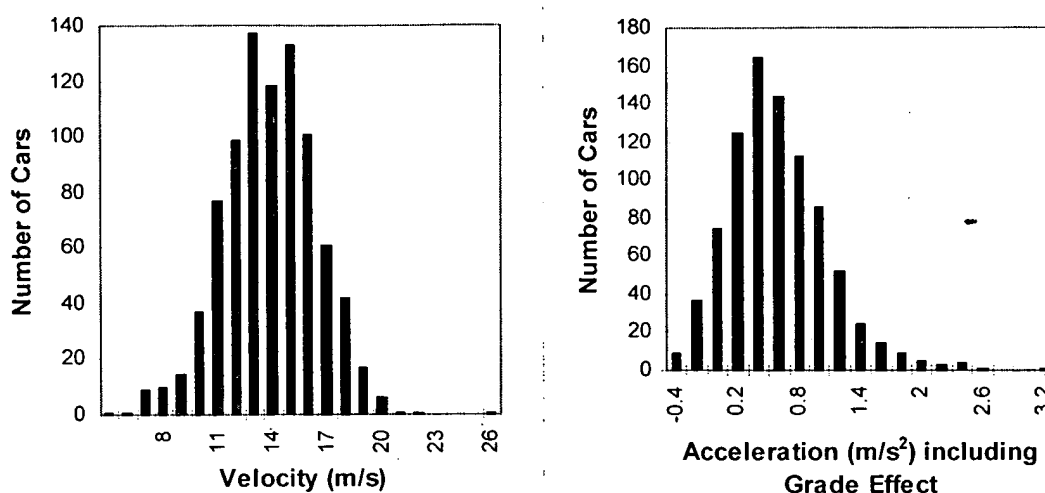 140
120
100
80
60
40
20
0
Number of Cars
8 11 14 17 20 23 26
Velocity (m/s)
180
160
140
120
100
80
60
40
20
0
Number of Cars
-0.4 0.2 0.8 1.4 2 2.6 3.2
Acceleration (m/s²) including
Grade Effect